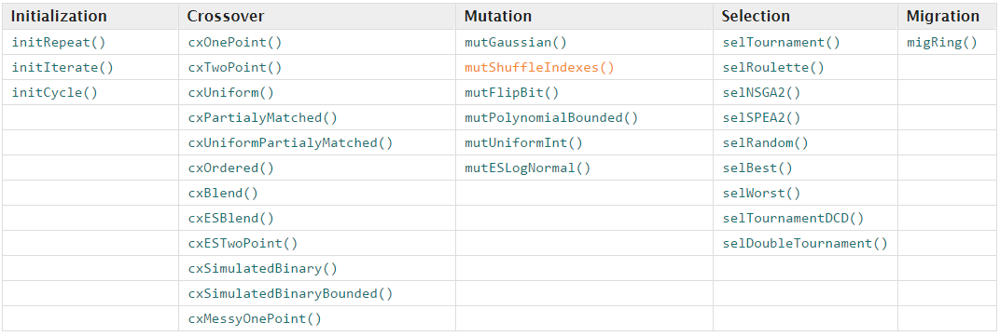 Initialization Crossover Mutation Selection Migration
initRepeat() cxOnePoint() mutGaussian() selTournament() migRing()
initIterate() cxTwoPoint() mutShuffleIndexes() selRoulette()
initCycle() cxUniform() mutFlipBit() selNSGA2()
cxPartialyMatched() mutPolynomialBounded() selSPEA2()
cxUniformPartialyMatched() mutUniformInt() selRandom()
cxOrdered() mutESLogNormal() selBest()
cxBlend() selWorst()
cxESBlend() selTournamentDCD()
cxESTwoPoint() selDoubleTournament()
cxSimulatedBinary()
cxSimulatedBinaryBounded()
cxMessyOnePoint()